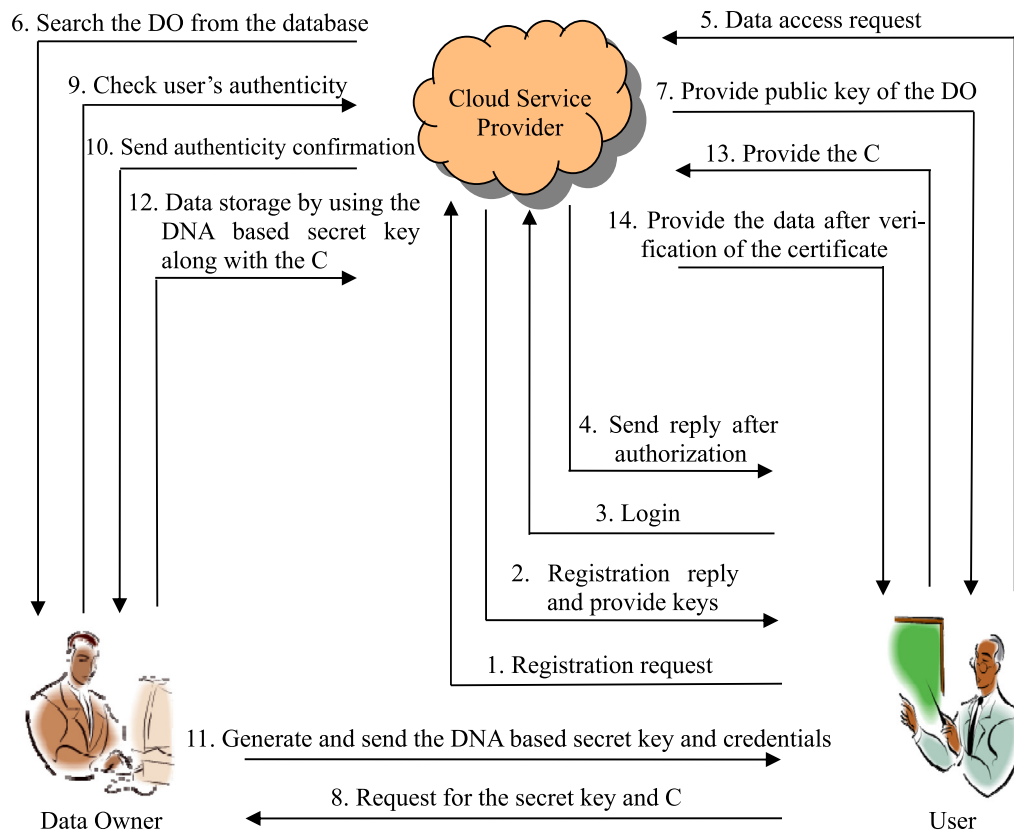 6. Search the DO from the database
5. Data access request
9. Check user’s authenticity
Cloud Service
Provider
7. Provide public key of the DO
10. Send authenticity confirmation
13. Provide the C
12. Data storage by using the
DNA based secret key
along with the C
14. Provide the data after veri-
fication of the certificate
4. Send reply after
authorization
3. Login
2. Registration reply
and provide keys
1. Registration request
11. Generate and send the DNA based secret key and credentials
8. Request for the secret key and C
Data Owner
User